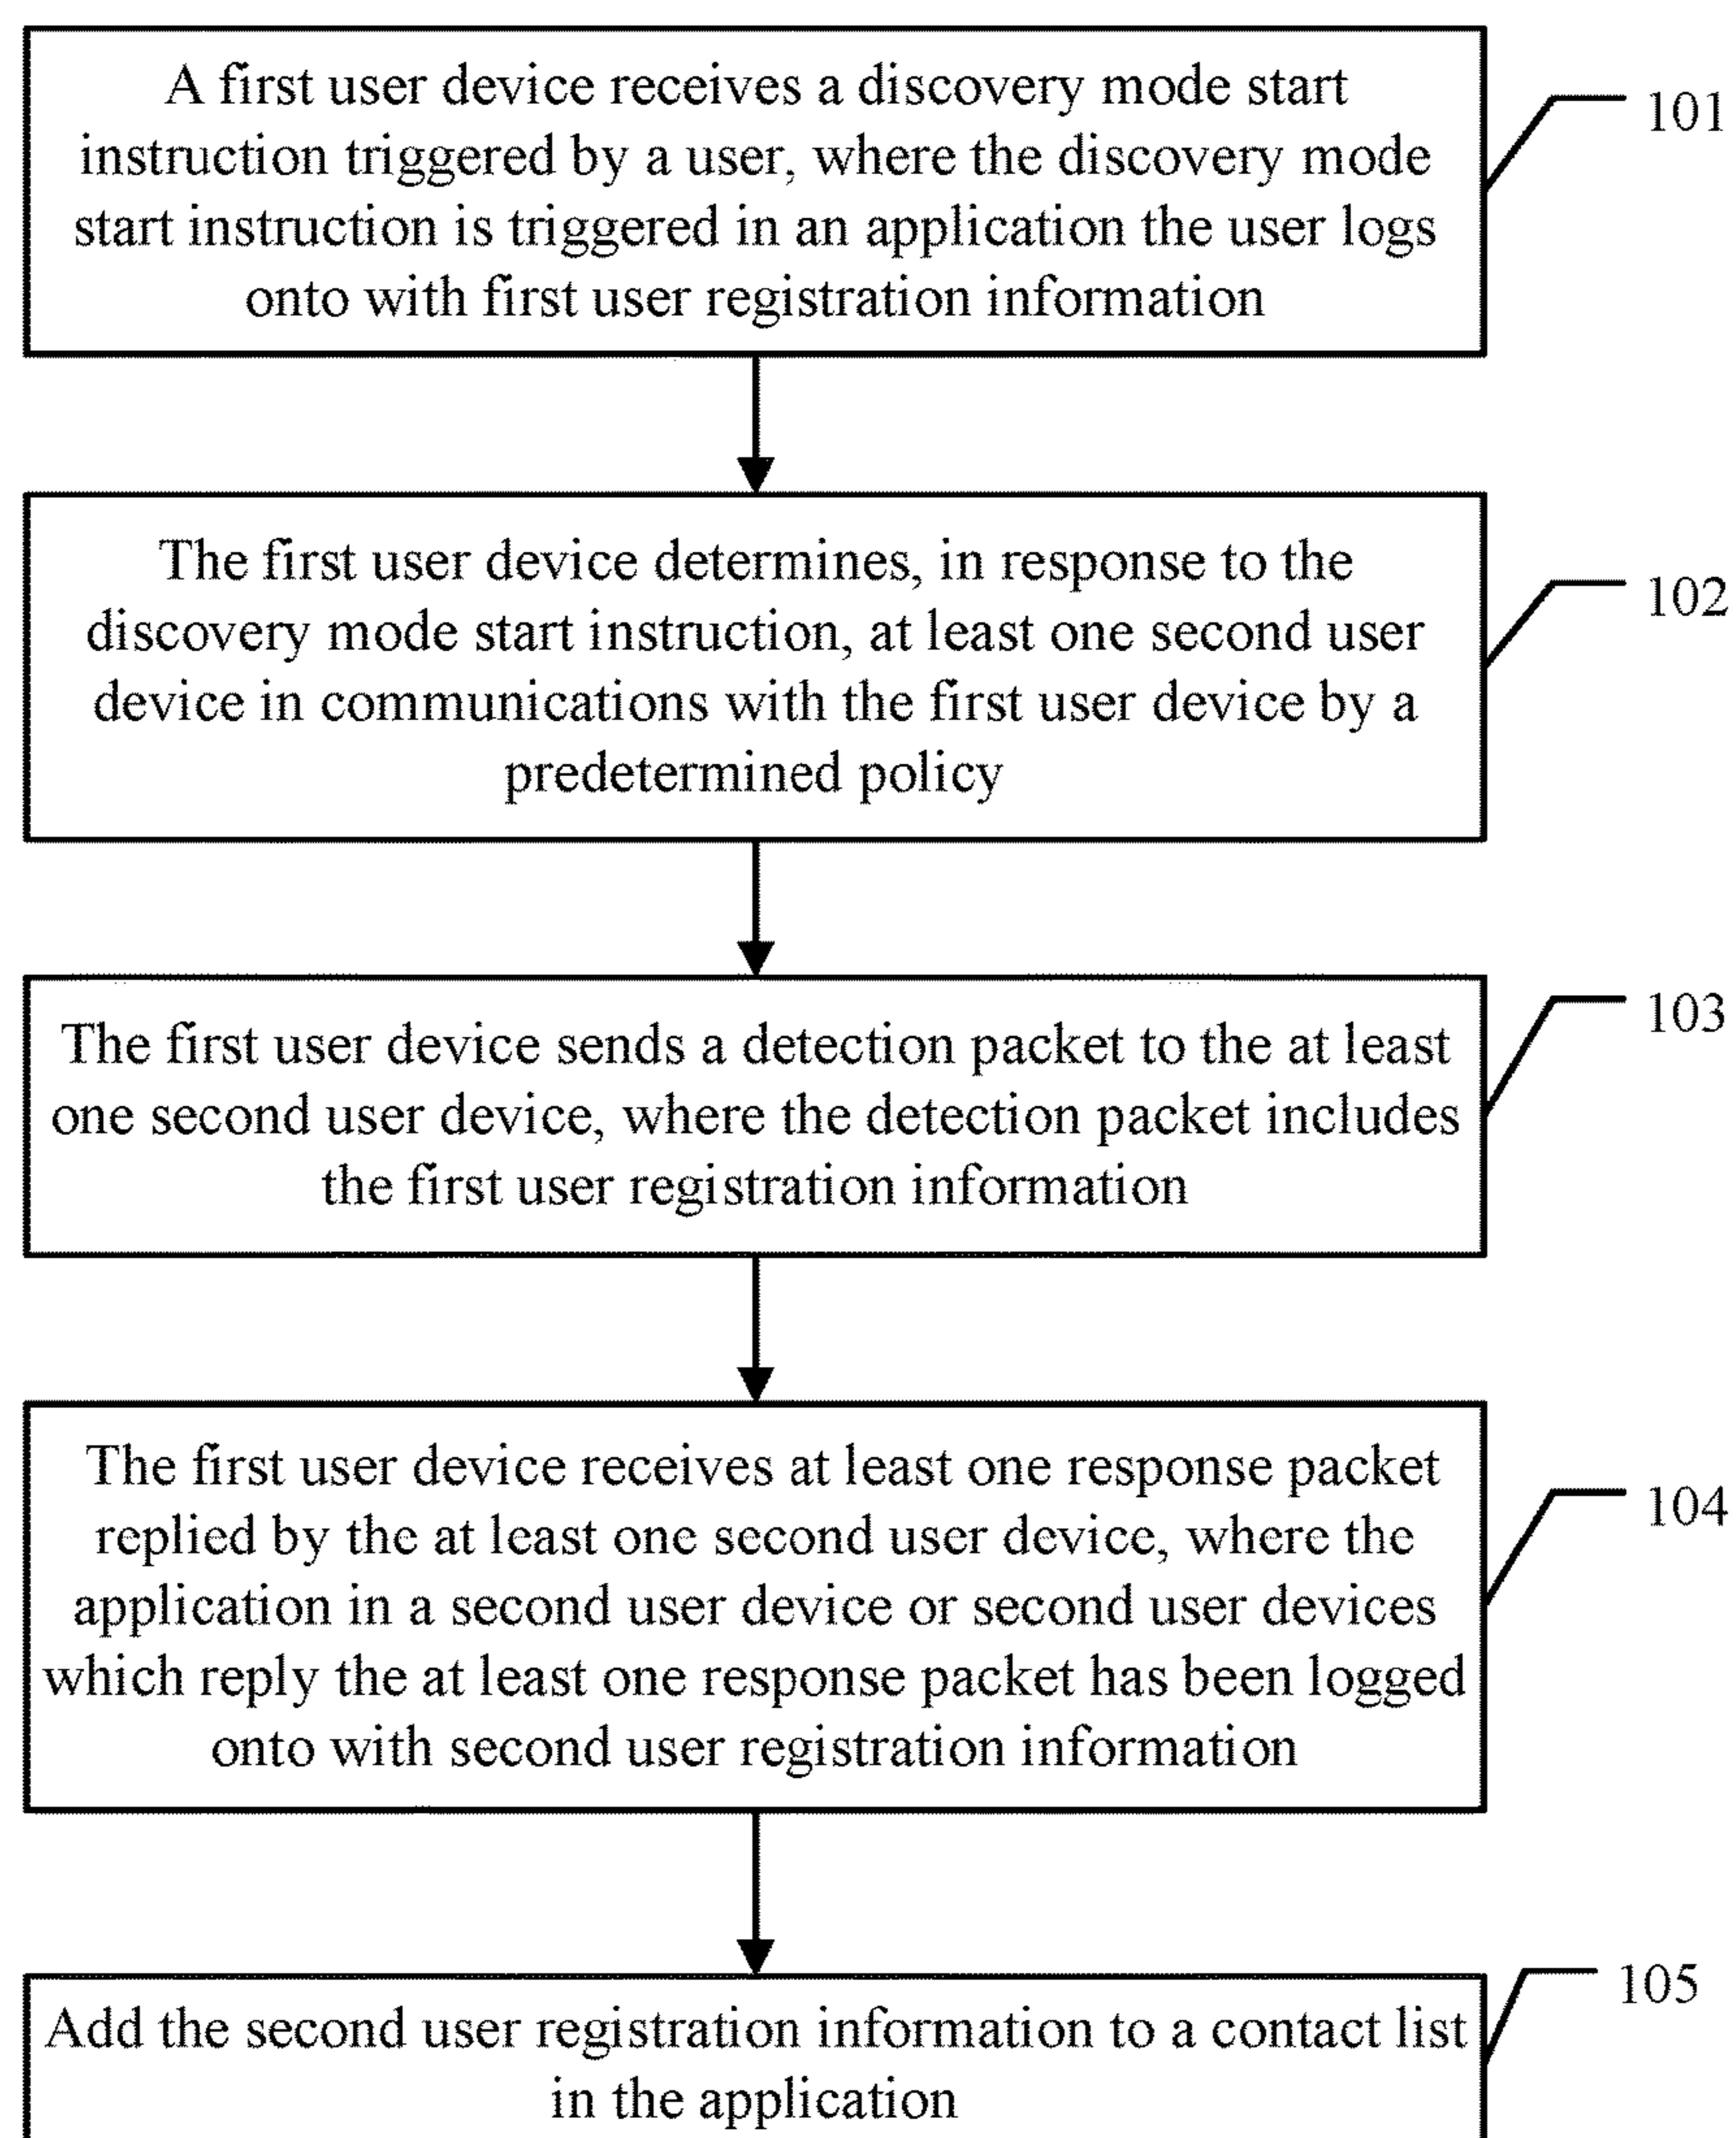 A first user device receives a discovery mode start
instruction triggered by a user, where the discovery mode
start instruction is triggered in an application the user logs
onto with first user registration information
101
The first user device determines, in response to the
discovery mode start instruction, at least one second user
device in communications with the first user device by a
predetermined policy
102
The first user device sends a detection packet to the at least
one second user device, where the detection packet includes
the first user registration information
103
The first user device receives at least one response packet
replied by the at least one second user device, where the
application in a second user device or second user devices
which reply the at least one response packet has been logged
onto with second user registration information
104
Add the second user registration information to a contact list
in the application
105